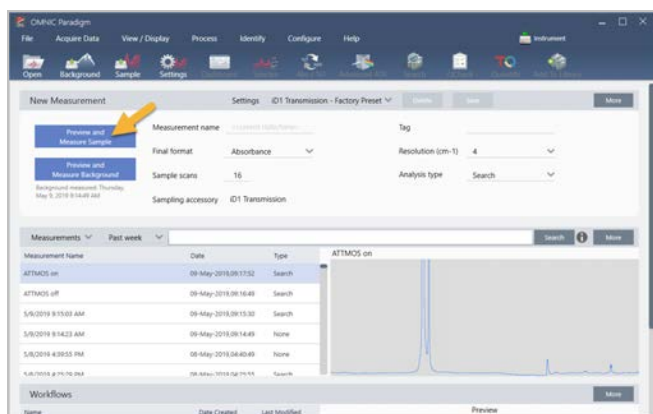 OMNIC Paradigm
File Acquire Data View / Display Process Identify Configure Help Instrument
Open Background Sample Settings
New Measurement Settings iD1 Transmission - Factory Preset More
Preview and
Measure Sample
Measurement name Tag
Final format Absorbance Resolution (cm-1) 4
Preview and
Measure Background
Sample scans 16 Analysis type Search
Background measured: Thursday,
May 9, 2019 9:14:49 AM
Sampling accessory iD1 Transmission
Measurements Past week Search More
Measurement Name Date Type ATTMOS on
ATTMOS on 09-May-2019,09:17:52 Search
ATTMOS off 09-May-2019,09:16:48 Search
5/9/2019 9:15:03 AM 09-May-2019,09:15:30 Search
5/9/2019 9:14:23 AM 09-May-2019,09:14:49 None
5/8/2019 4:39:55 PM 08-May-2019,04:40:49 None
Workflows More
Name Date Created Last Modified Preview